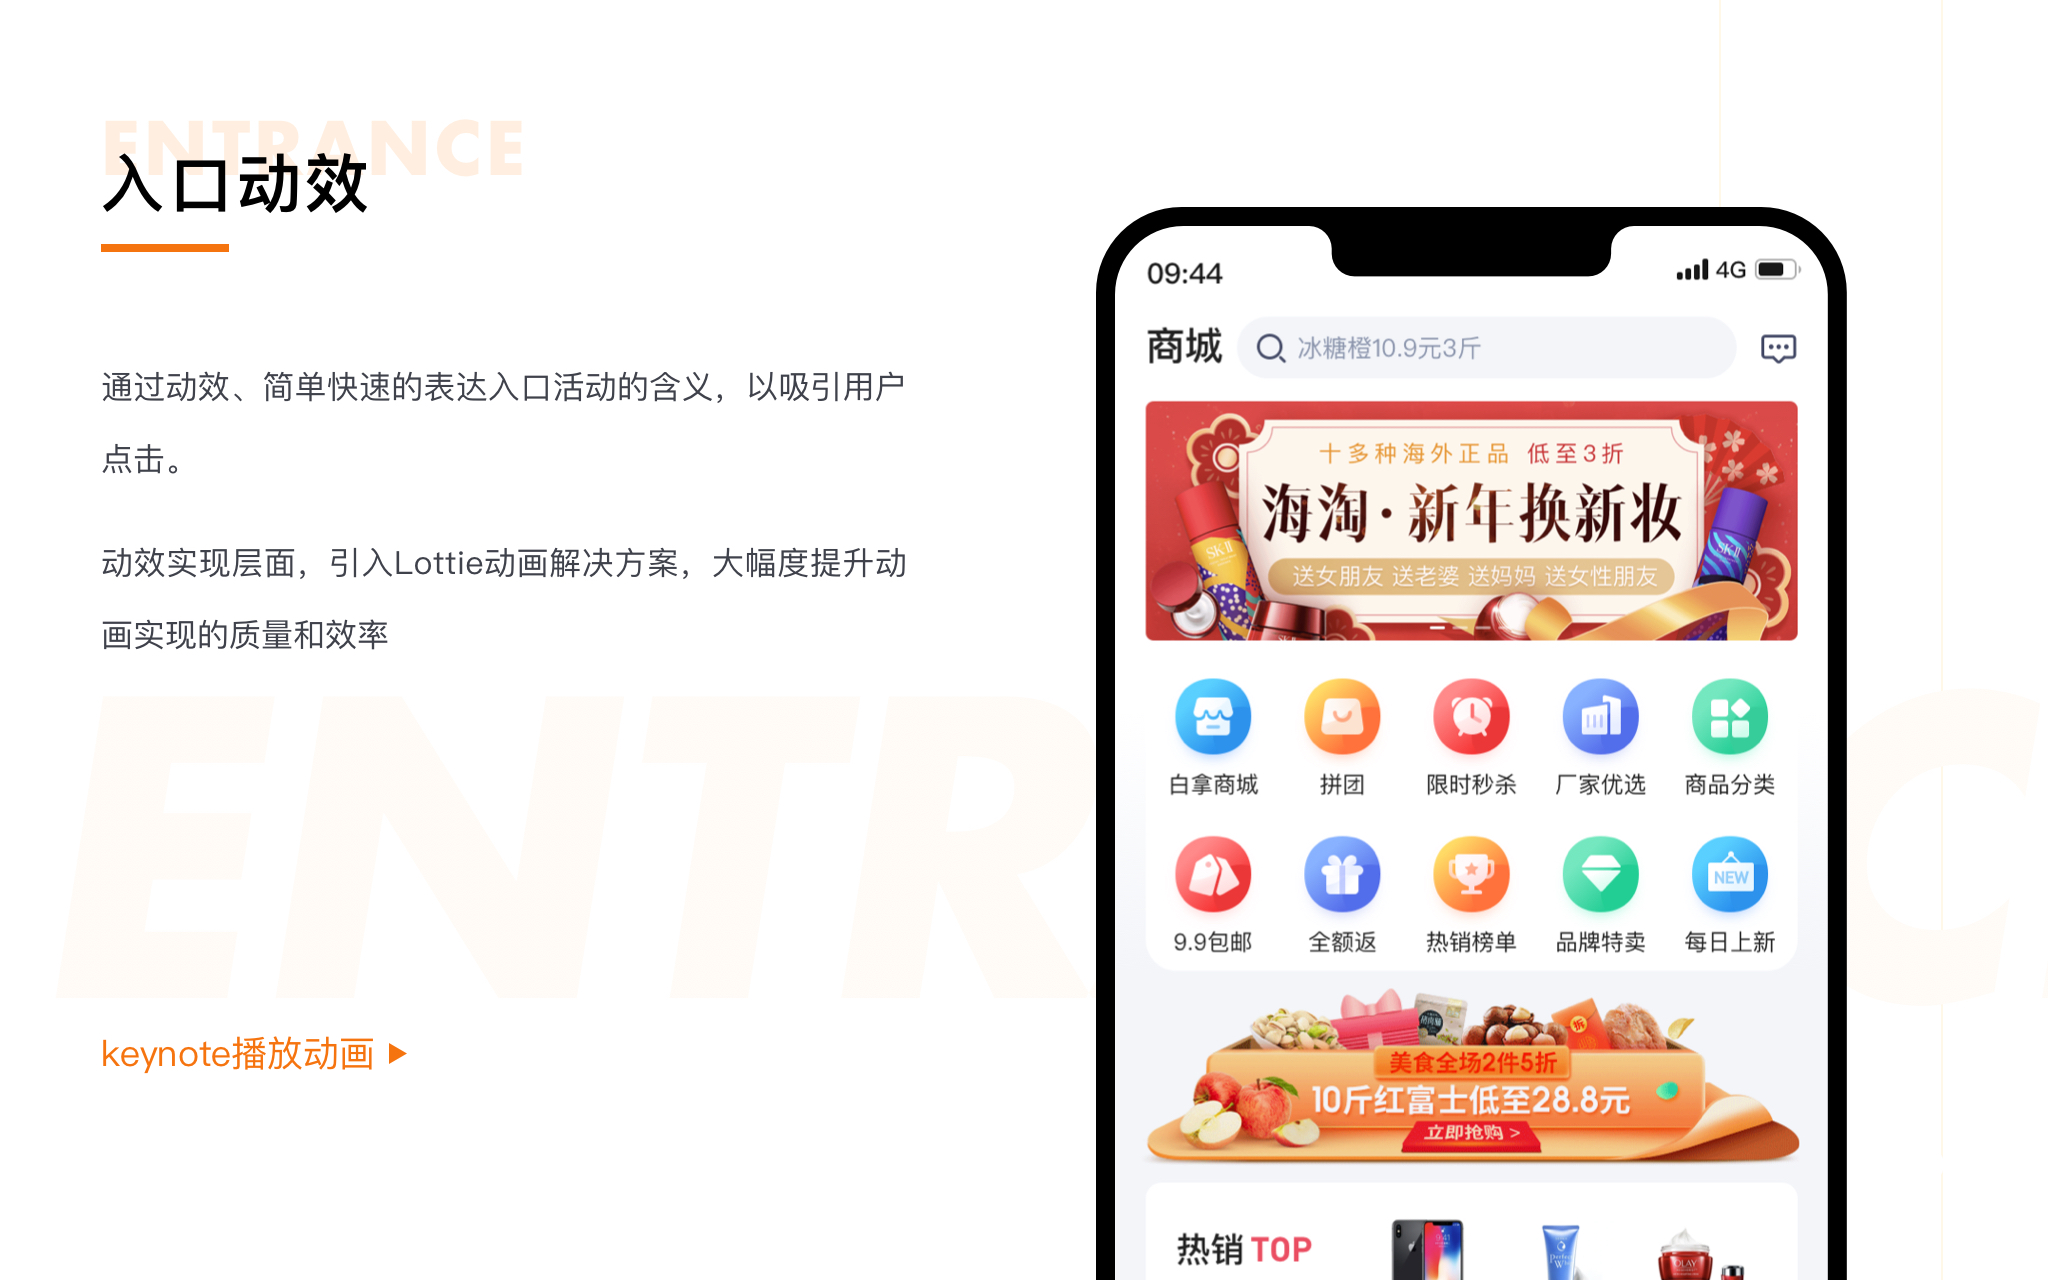 ENTRANCE
入口动效
通过动效、简单快速的表达入口活动的含义，以吸引用户
点击。
动效实现层面，引入Lottie动画解决方案，大幅度提升动
画实现的质量和效率
keynote播放动画
09:44
4G
商城
冰糖橙10.9元3斤
十多种海外正品 低至3折
海淘·新年换新妆
送女朋友 送老婆 送妈妈 送女性朋友
SK-II
SK-II
白拿商城 拼团 限时秒杀 厂家优选 商品分类
NEW
9.9包邮 全额返 热销榜单 品牌特卖 每日上新
拆
美食全场2件5折
10斤红富士低至28.8元
立即抢购 >
热销 TOP
9:41
OLAY